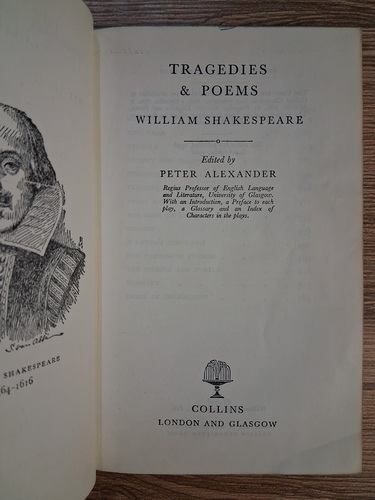 SHAKESPEARE
64–1616
TRAGEDIES
& POEMS
WILLIAM SHAKESPEARE
Edited by
PETER ALEXANDER
Regius Professor of English Language
and Literature, University of Glasgow.
With an Introduction, a Preface to each
play, a Glossary and an Index of
Characters in the plays.
COLLINS
LONDON AND GLASGOW